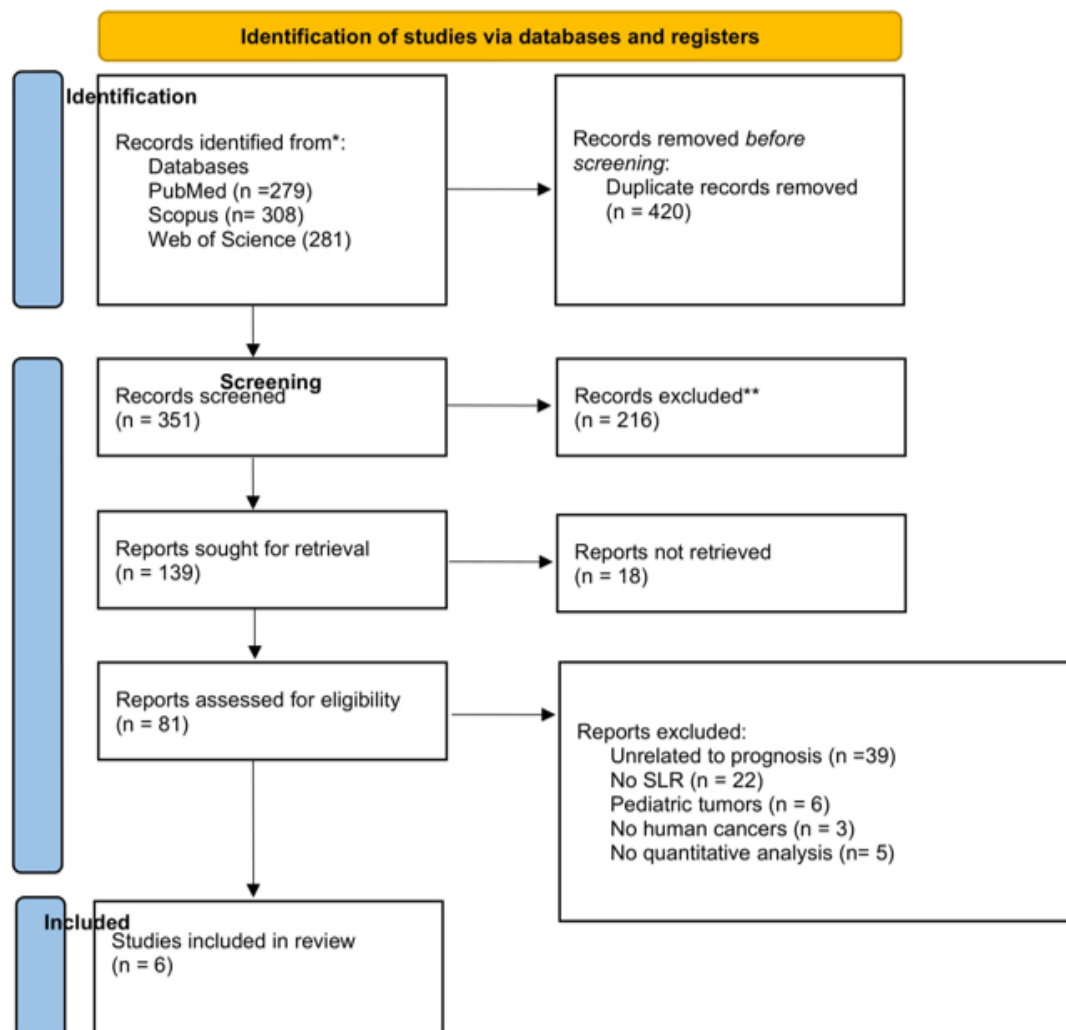 Identification of studies via databases and registers
Identification
Records identified from*:
Databases
PubMed (n =279)
Scopus (n= 308)
Web of Science (281)
Records removed before
screening:
Duplicate records removed
(n = 420)
Screening
Records screened
(n = 351)
Records excluded**
(n = 216)
Reports sought for retrieval
(n = 139)
Reports not retrieved
(n = 18)
Reports assessed for eligibility
(n = 81)
Reports excluded:
Unrelated to prognosis (n =39)
No SLR (n = 22)
Pediatric tumors (n = 6)
No human cancers (n = 3)
No quantitative analysis (n= 5)
Included
Studies included in review
(n = 6)